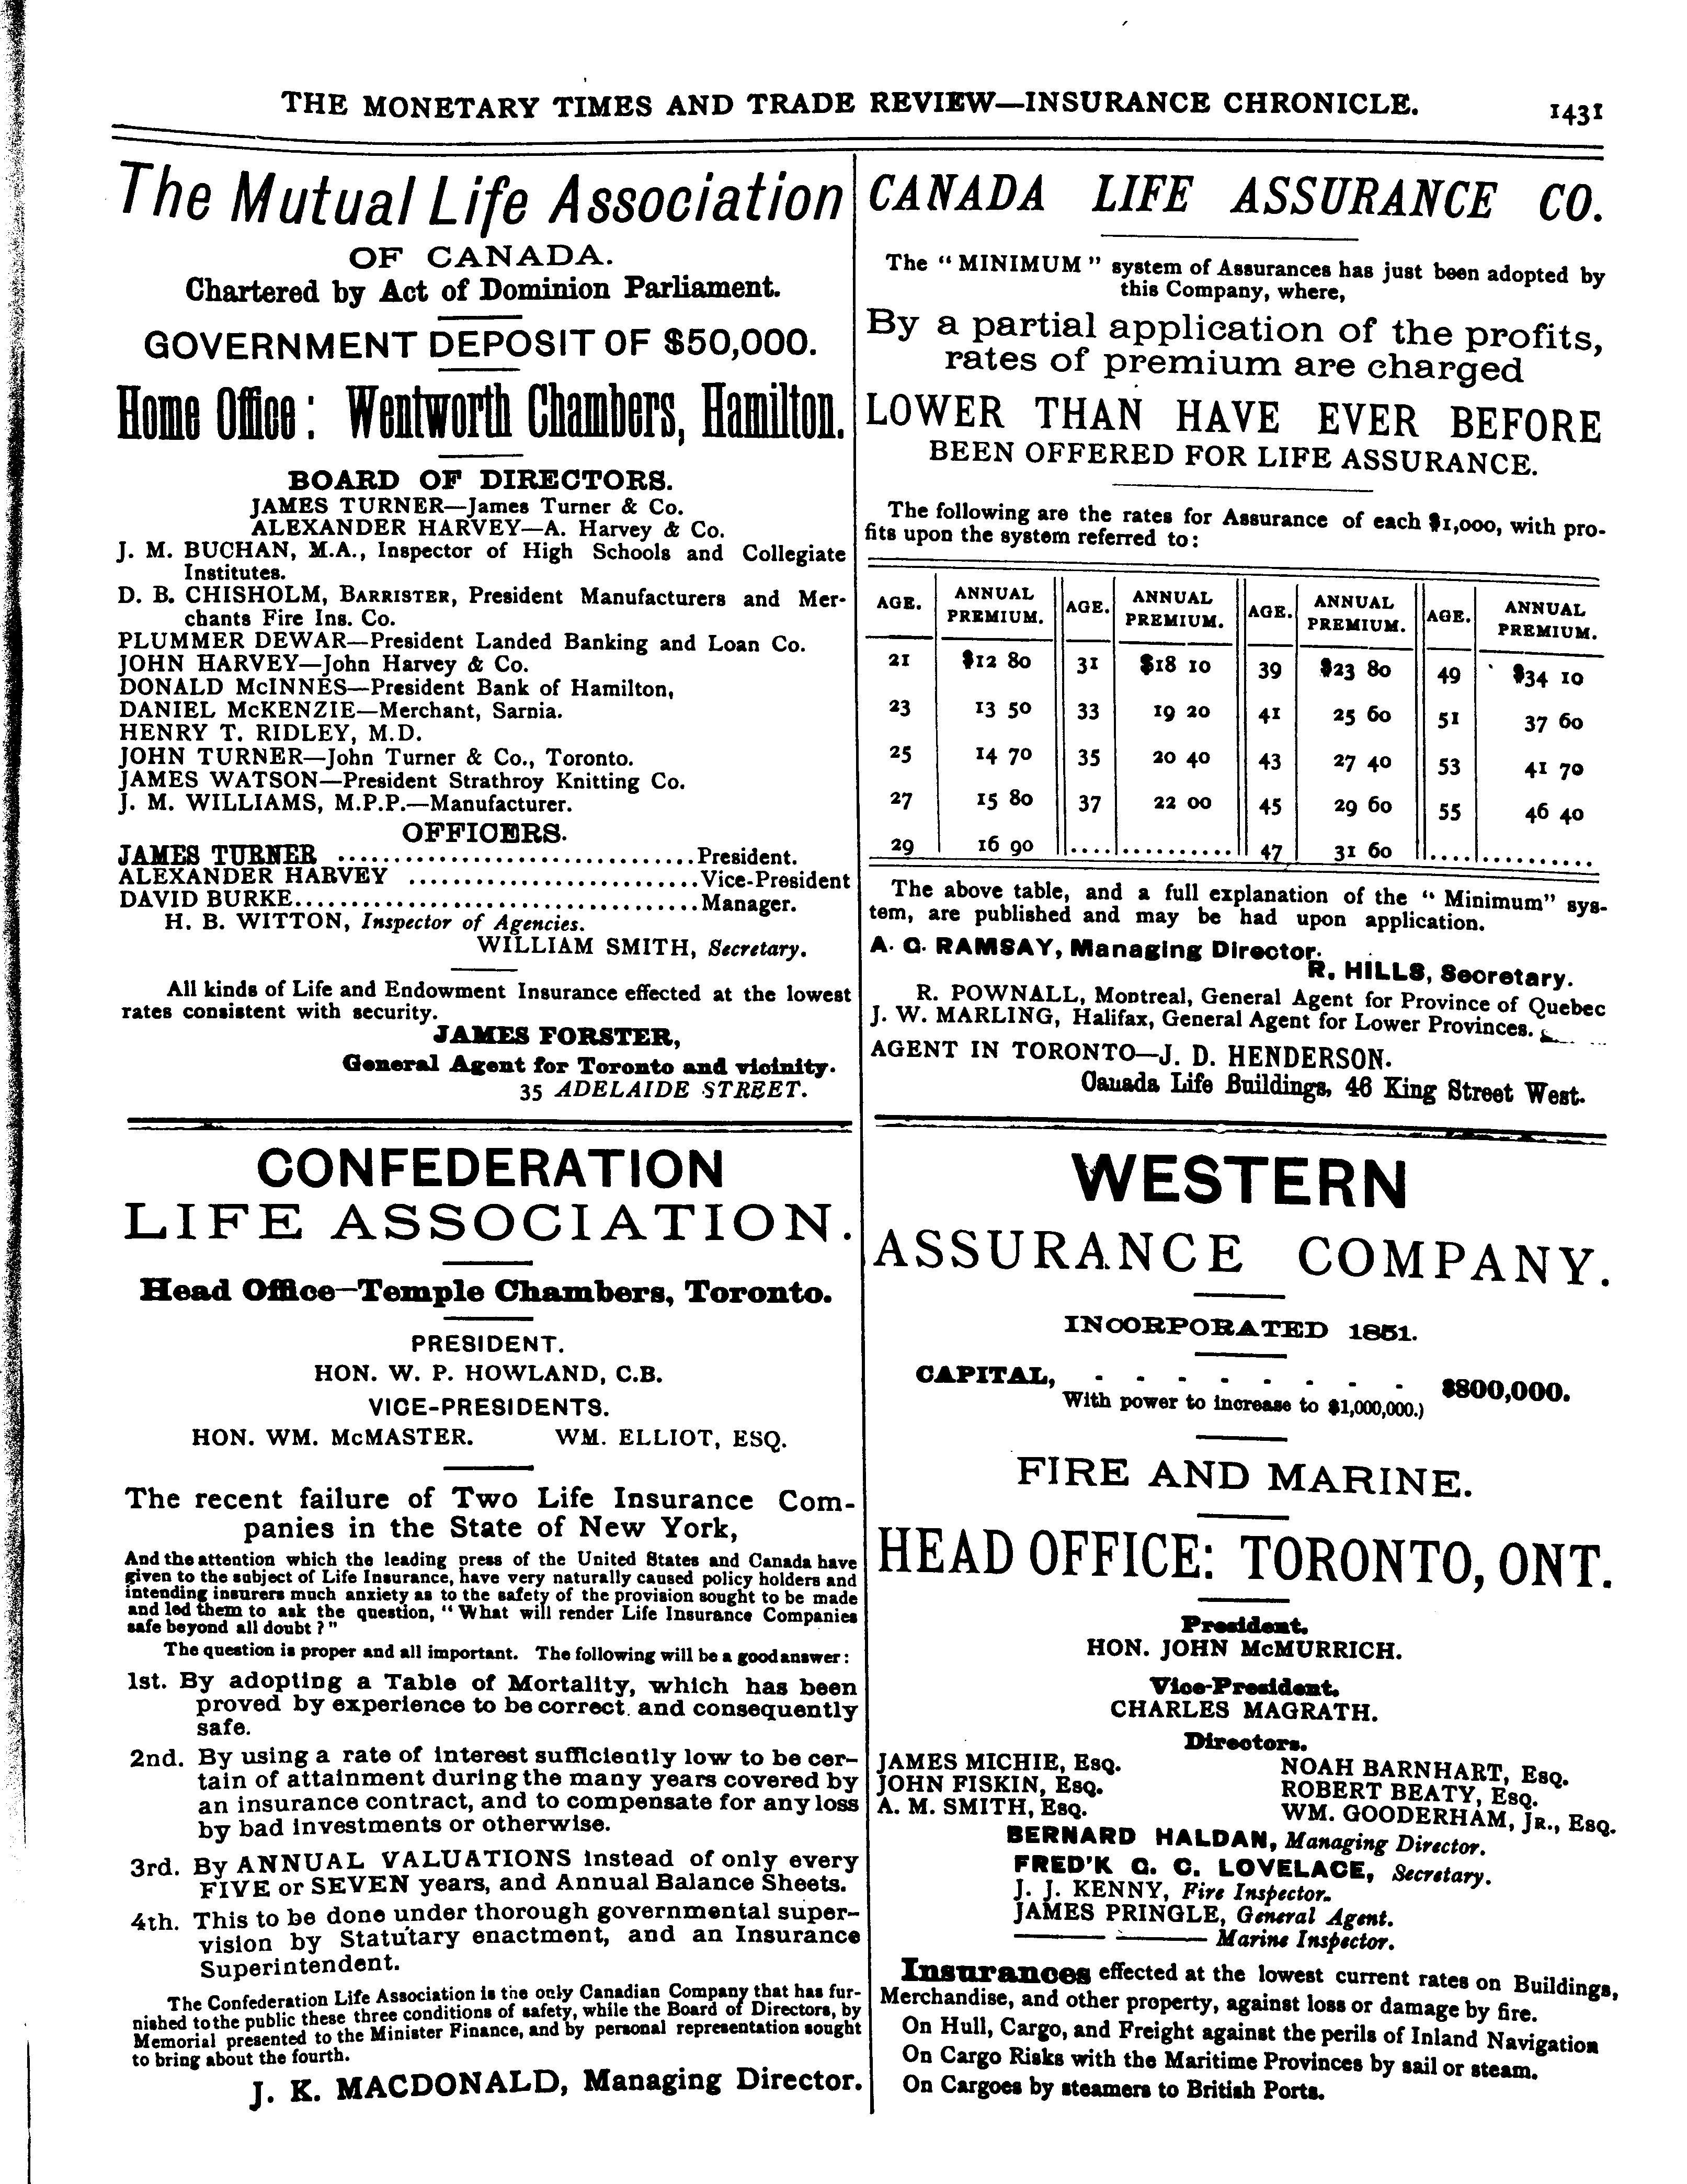 THE MONETARY TIMES AND TRADE REVIEW—INSURANCE CHRONICLE. 1431
The Mutual Life Association
OF CANADA.
Chartered by Act of Dominion Parliament.
GOVERNMENT DEPOSIT OF $50,000.
Home Office: Wentworth Chambers, Hamilton.
BOARD OF DIRECTORS.
JAMES TURNER—James Turner & Co.
ALEXANDER HARVEY—A. Harvey & Co.
J. M. BUCHAN, M.A., Inspector of High Schools and Collegiate
Institutes.
D. B. CHISHOLM, BARRISTER, President Manufacturers and Mer-
chants Fire Ins. Co.
PLUMMER DEWAR—President Landed Banking and Loan Co.
JOHN HARVEY—John Harvey & Co.
DONALD McINNES—President Bank of Hamilton,
DANIEL McKENZIE—Merchant, Sarnia.
HENRY T. RIDLEY, M.D.
JOHN TURNER—John Turner & Co., Toronto.
JAMES WATSON—President Strathroy Knitting Co.
J. M. WILLIAMS, M.P.P.—Manufacturer.
OFFICERS.
JAMES TURNER ................................President.
ALEXANDER HARVEY ..........................Vice-President
DAVID BURKE....................................Manager.
H. B. WITTON, Inspector of Agencies.
WILLIAM SMITH, Secretary.
All kinds of Life and Endowment Insurance effected at the lowest
rates consistent with security.
JAMES FORSTER,
General Agent for Toronto and vicinity.
35 ADELAIDE STREET.
CONFEDERATION
LIFE ASSOCIATION.
Head Office—Temple Chambers, Toronto.
PRESIDENT.
HON. W. P. HOWLAND, C.B.
VICE-PRESIDENTS.
HON. WM. McMASTER. WM. ELLIOT, ESQ.
The recent failure of Two Life Insurance Com-
panies in the State of New York,
And the attention which the leading press of the United States and Canada have
given to the subject of Life Insurance, have very naturally caused policy holders and
intending insurers much anxiety as to the safety of the provision sought to be made
and led them to ask the question, "What will render Life Insurance Companies
safe beyond all doubt?"
The question is proper and all important. The following will be a good answer:
1st. By adopting a Table of Mortality, which has been
proved by experience to be correct and consequently
safe.
2nd. By using a rate of interest sufficiently low to be cer-
tain of attainment during the many years covered by
an insurance contract, and to compensate for any loss
by bad investments or otherwise.
3rd. By ANNUAL VALUATIONS instead of only every
FIVE or SEVEN years, and Annual Balance Sheets.
4th. This to be done under thorough governmental super-
vision by Statutary enactment, and an Insurance
Superintendent.
The Confederation Life Association is the only Canadian Company that has fur-
nished to the public these three conditions of safety, while the Board of Directors, by
Memorial presented to the Minister Finance, and by personal representation sought
to bring about the fourth.
J. K. MACDONALD, Managing Director.
CANADA LIFE ASSURANCE CO.
The "MINIMUM" system of Assurances has just been adopted by
this Company, where,
By a partial application of the profits,
rates of premium are charged
LOWER THAN HAVE EVER BEFORE
BEEN OFFERED FOR LIFE ASSURANCE.
The following are the rates for Assurance of each $1,000, with pro-
fits upon the system referred to:
AGE. ANNUAL PREMIUM. AGE. ANNUAL PREMIUM. AGE. ANNUAL PREMIUM. AGE. ANNUAL PREMIUM.
21 $12 80 31 $18 10 39 $23 80 49 $34 10
23 13 50 33 19 20 41 25 60 51 37 60
25 14 70 35 20 40 43 27 40 53 41 70
27 15 80 37 22 00 45 29 60 55 46 40
29 16 90 .... .......... 47 31 60 .... ..........
The above table, and a full explanation of the "Minimum" sys-
tem, are published and may be had upon application.
A. G. RAMSAY, Managing Director.
R. HILLS, Secretary.
R. POWNALL, Montreal, General Agent for Province of Quebec
J. W. MARLING, Halifax, General Agent for Lower Provinces.
AGENT IN TORONTO—J. D. HENDERSON.
Canada Life Buildings, 46 King Street West.
WESTERN
ASSURANCE COMPANY.
INCORPORATED 1851.
CAPITAL, - - - - - - - - $800,000.
With power to increase to $1,000,000.)
FIRE AND MARINE.
HEAD OFFICE: TORONTO, ONT.
President.
HON. JOHN McMURRICH.
Vice-President.
CHARLES MAGRATH.
Directors.
JAMES MICHIE, Esq. NOAH BARNHART, Esq.
JOHN FISKIN, Esq. ROBERT BEATY, Esq.
A. M. SMITH, Esq. WM. GOODERHAM, Jr., Esq.
BERNARD HALDAN, Managing Director.
FRED'K G. C. LOVELACE, Secretary.
J. J. KENNY, Fire Inspector.
JAMES PRINGLE, General Agent.
—— —— Marine Inspector.
Insurances effected at the lowest current rates on Buildings,
Merchandise, and other property, against loss or damage by fire.
On Hull, Cargo, and Freight against the perils of Inland Navigation
On Cargo Risks with the Maritime Provinces by sail or steam.
On Cargoes by steamers to British Ports.